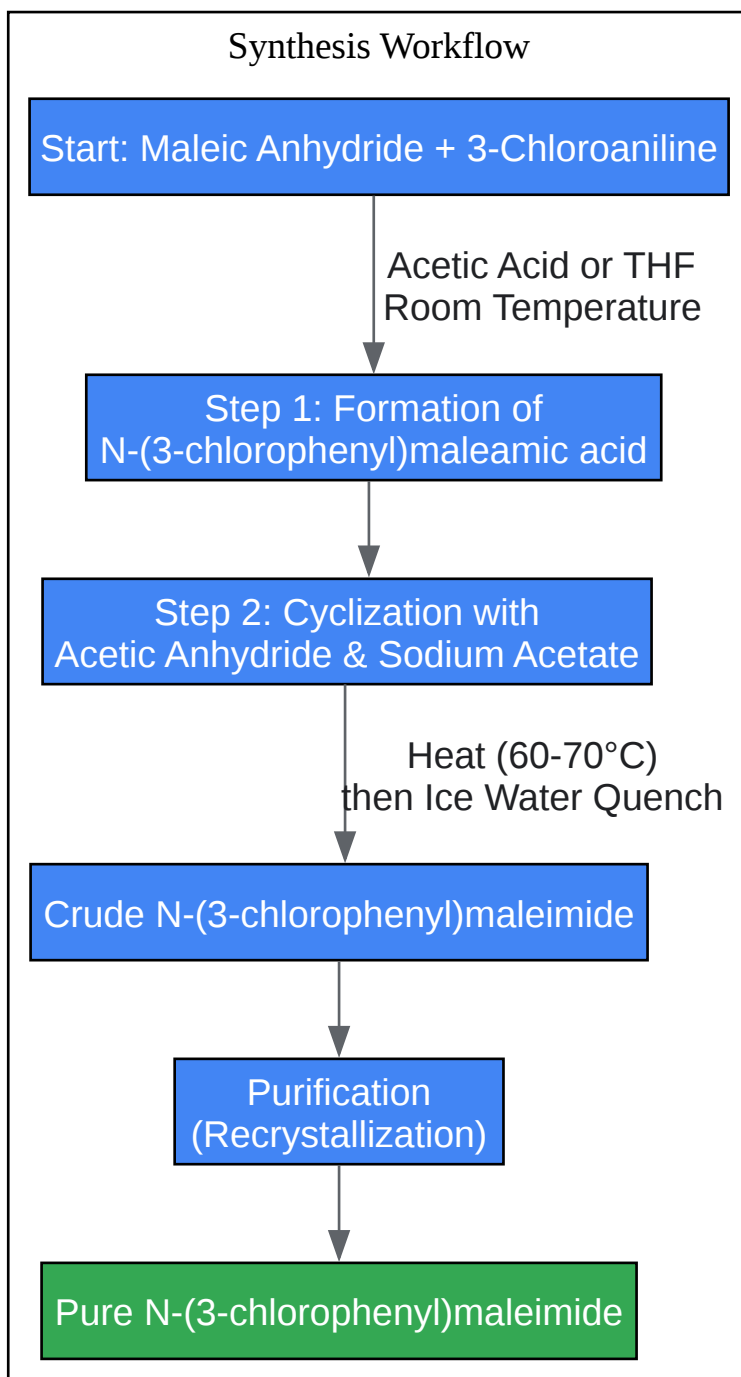 Synthesis Workflow
Start: Maleic Anhydride + 3-Chloroaniline
Acetic Acid or THF
Room Temperature
Step 1: Formation of
N-(3-chlorophenyl)maleamic acid
Step 2: Cyclization with
Acetic Anhydride & Sodium Acetate
Heat (60-70°C)
then Ice Water Quench
Crude N-(3-chlorophenyl)maleimide
Purification
(Recrystallization)
Pure N-(3-chlorophenyl)maleimide